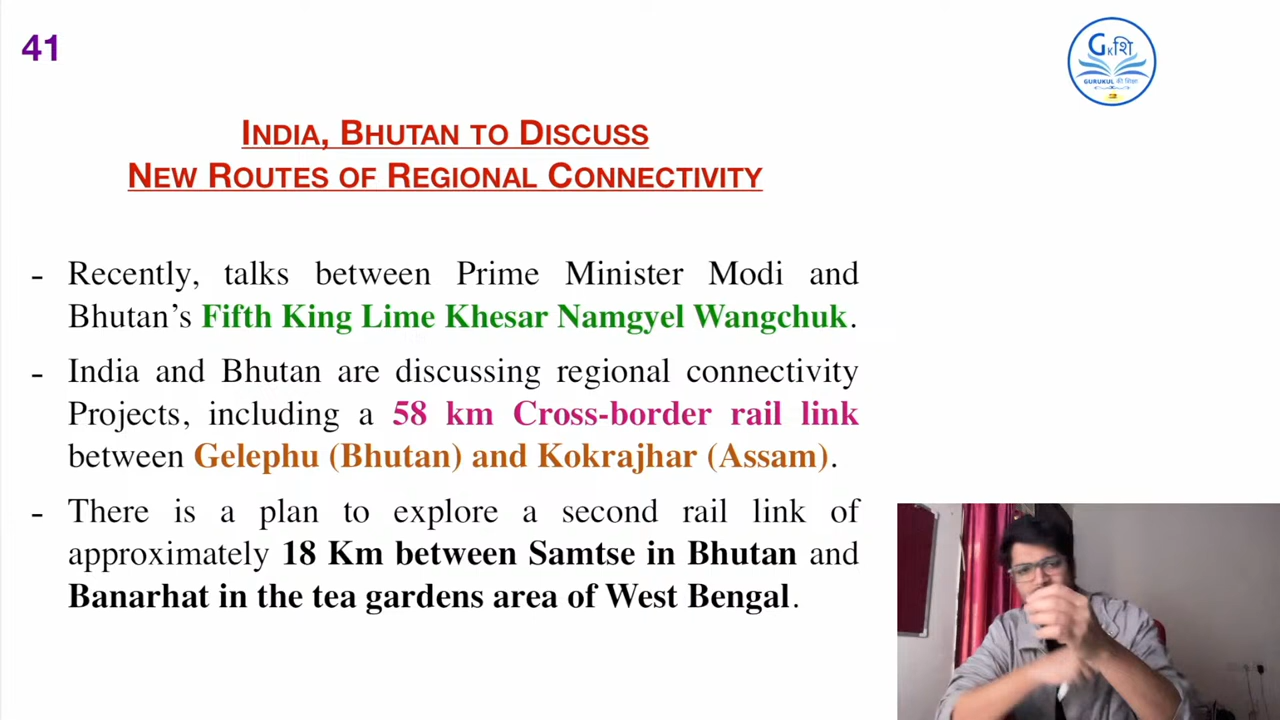 41
GKशि
GURUKUL की शिक्षा
INDIA, BHUTAN TO DISCUSS
NEW ROUTES OF REGIONAL CONNECTIVITY
- Recently, talks between Prime Minister Modi and
Bhutan’s Fifth King Lime Khesar Namgyel Wangchuk.
- India and Bhutan are discussing regional connectivity
Projects, including a 58 km Cross-border rail link
between Gelephu (Bhutan) and Kokrajhar (Assam).
- There is a plan to explore a second rail link of
approximately 18 Km between Samtse in Bhutan and
Banarhat in the tea gardens area of West Bengal.